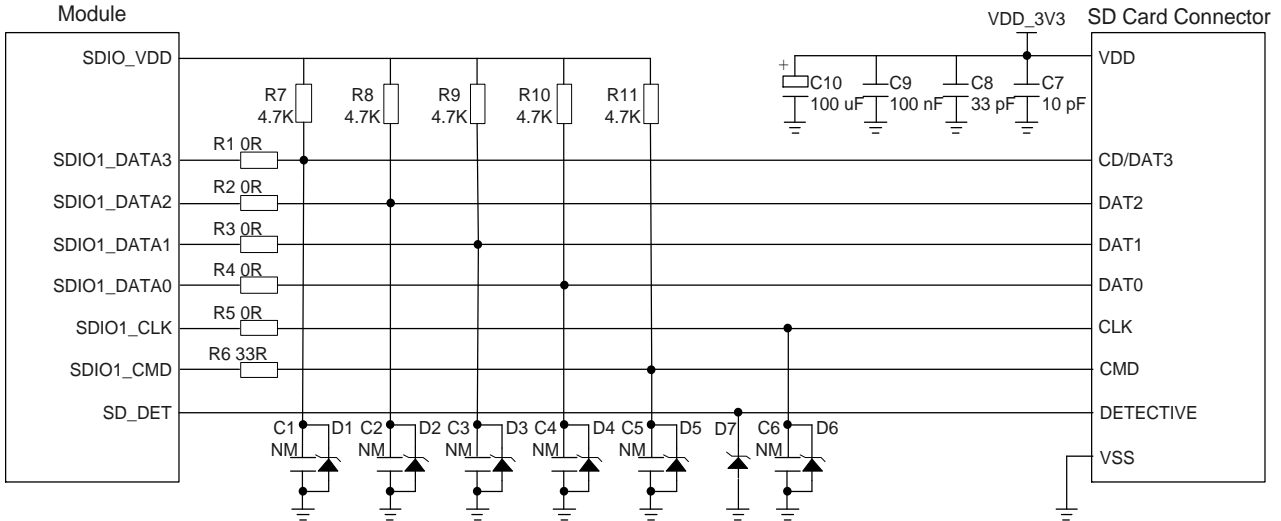 Module
VDD_3V3
SD Card Connector
SDIO_VDD
+
VDD
R7
4.7K
R8
4.7K
R9
4.7K
R10
4.7K
R11
4.7K
C10
100 uF
C9
100 nF
C8
33 pF
C7
10 pF
SDIO1_DATA3
R1 0R
CD/DAT3
SDIO1_DATA2
R2 0R
DAT2
SDIO1_DATA1
R3 0R
DAT1
SDIO1_DATA0
R4 0R
DAT0
SDIO1_CLK
R5 0R
CLK
SDIO1_CMD
R6 33R
CMD
SD_DET
DETECTIVE
C1
NM
D1
C2
NM
D2
C3
NM
D3
C4
NM
D4
C5
NM
D5
D7
C6
NM
D6
VSS